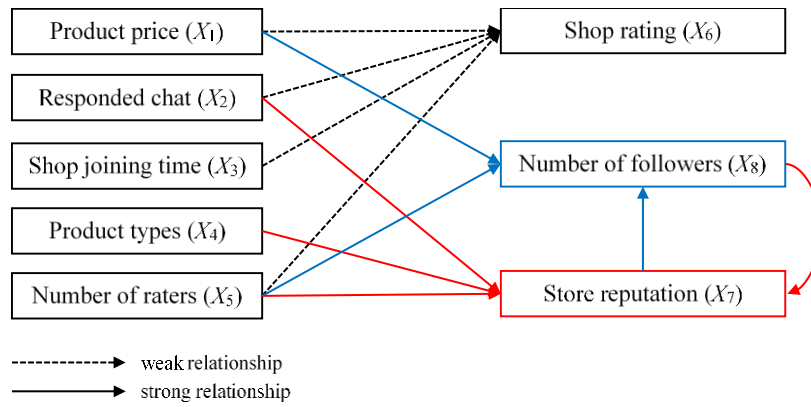 Product price (X₁)
Shop rating (X₆)
Responded chat (X₂)
Shop joining time (X₃)
Number of followers (X₈)
Product types (X₄)
Number of raters (X₅)
Store reputation (X₇)
weak relationship
strong relationship